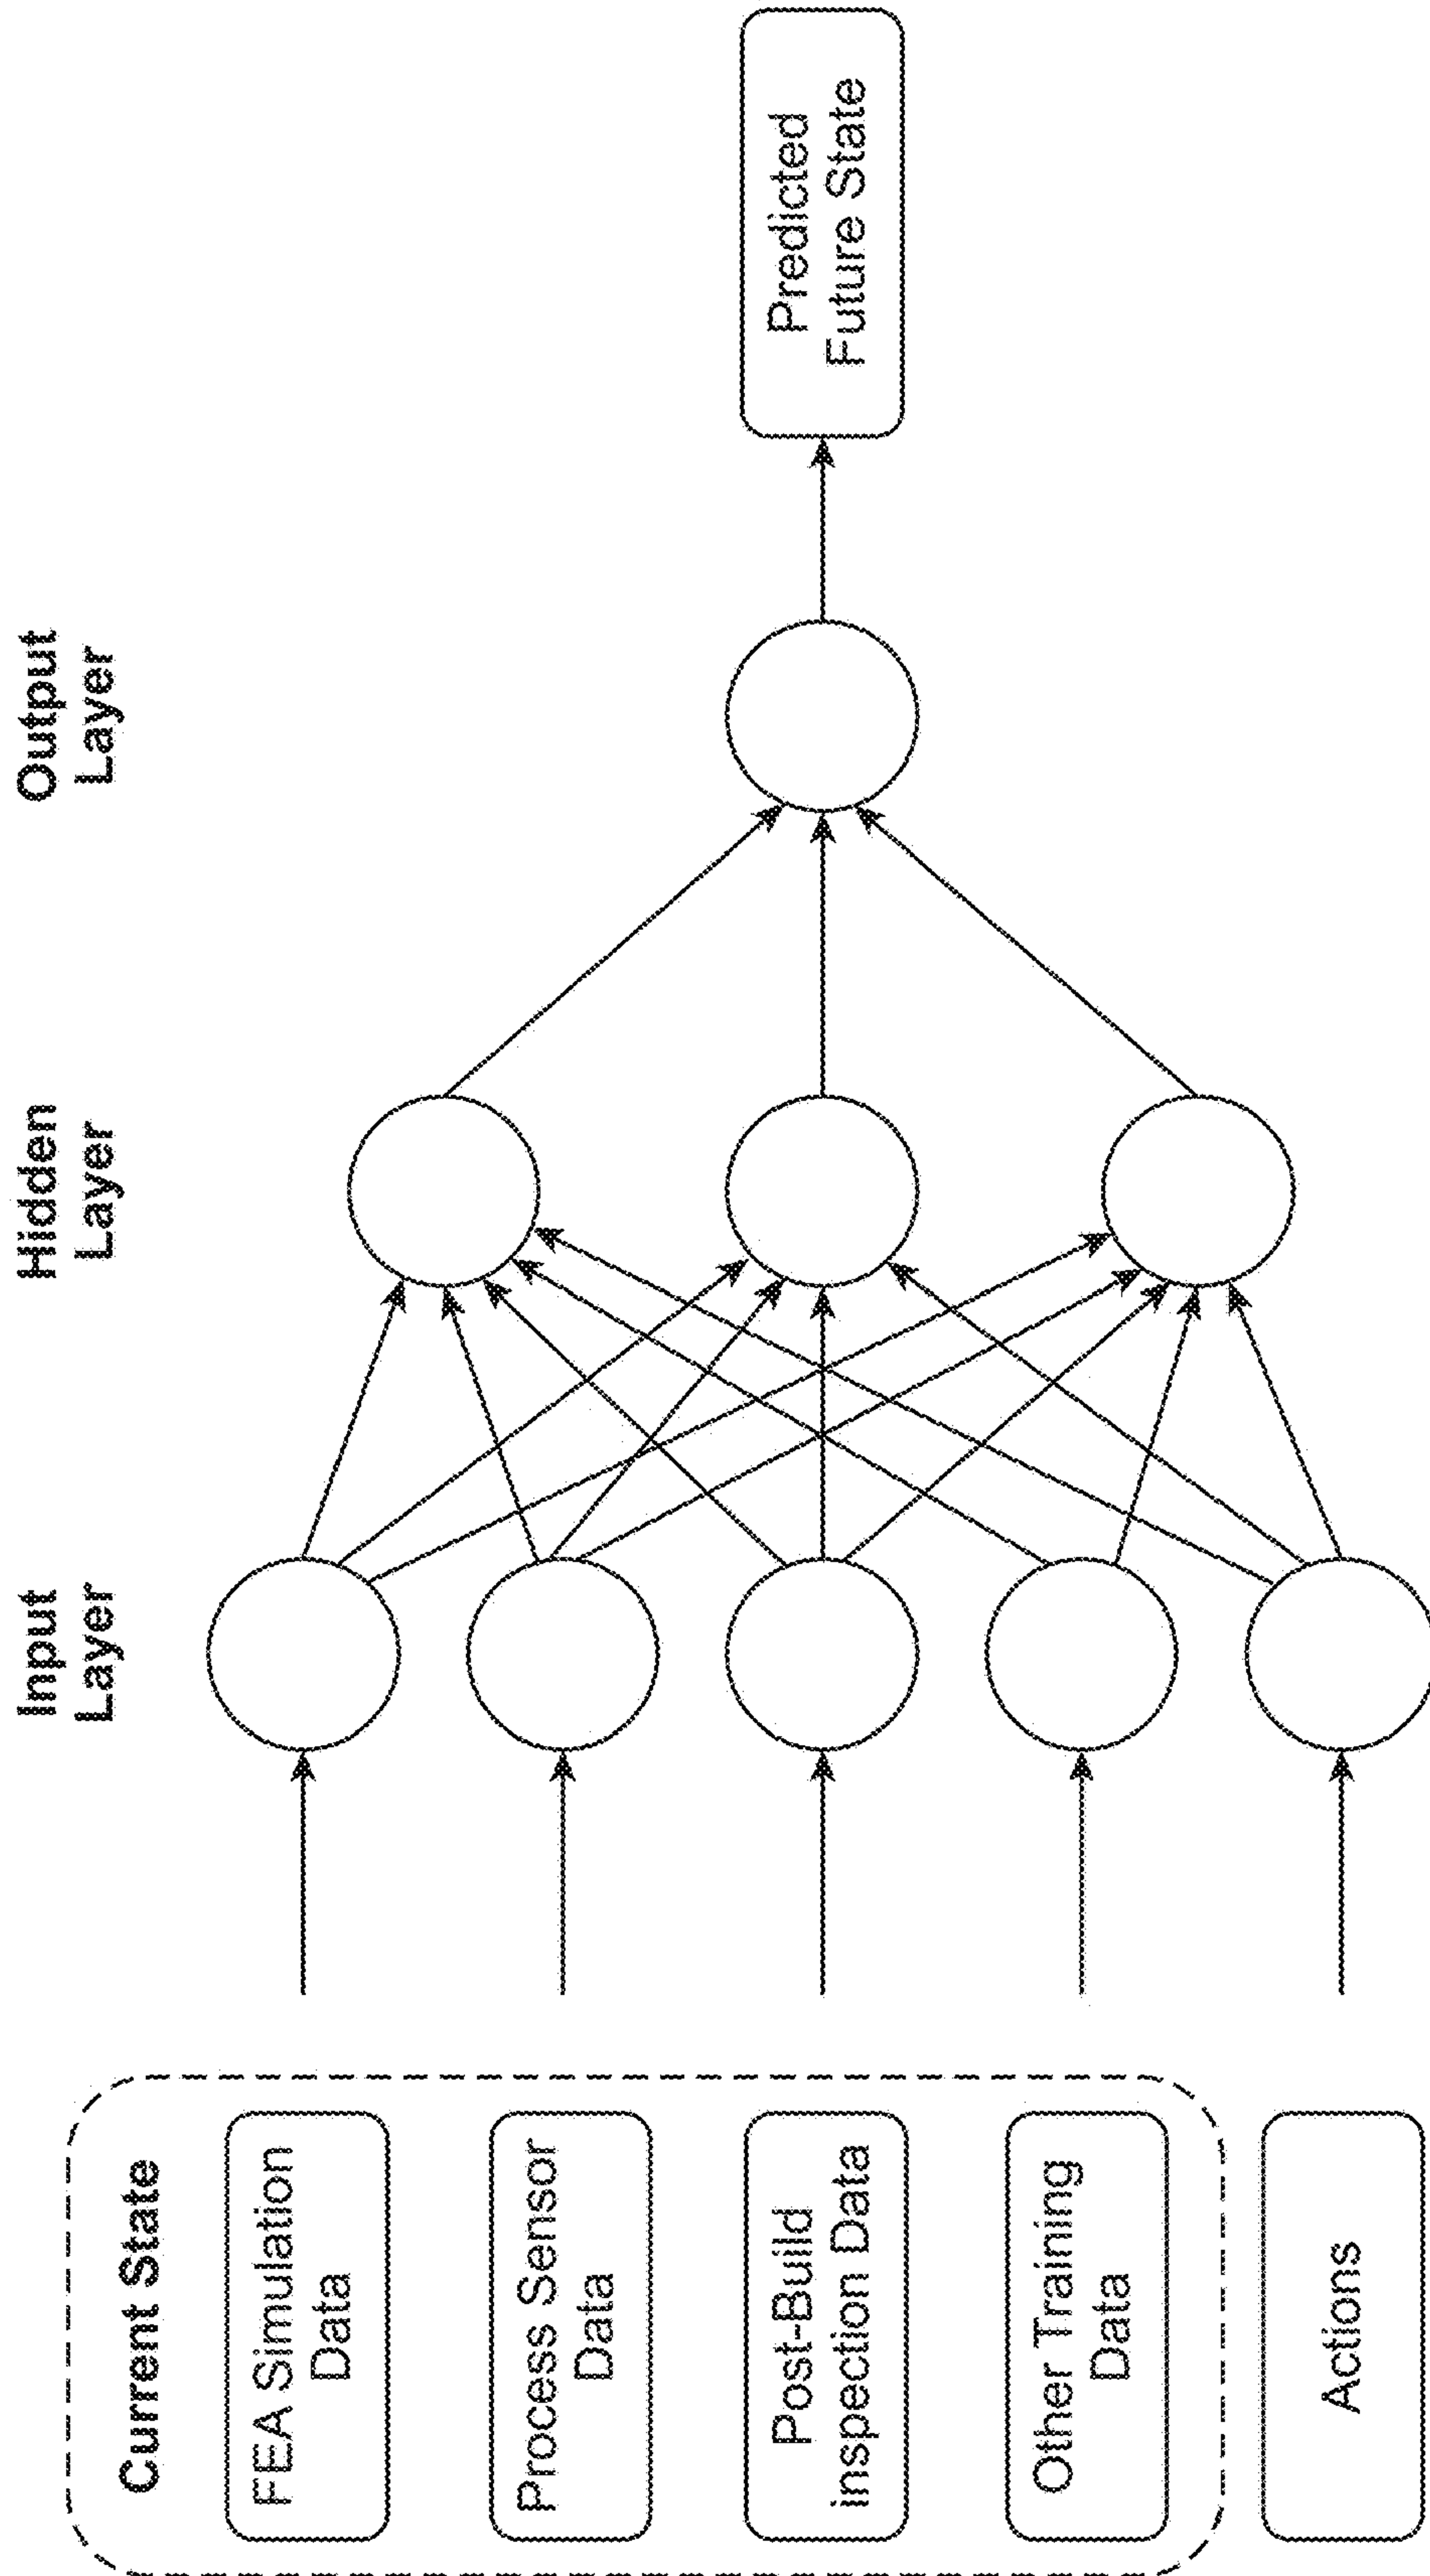 Input
Layer
Hidden
Layer
Output
Layer
Current State
FEA Simulation
Data
Process Sensor
Data
Post-Build
inspection Data
Other Training
Data
Actions
Predicted
Future State